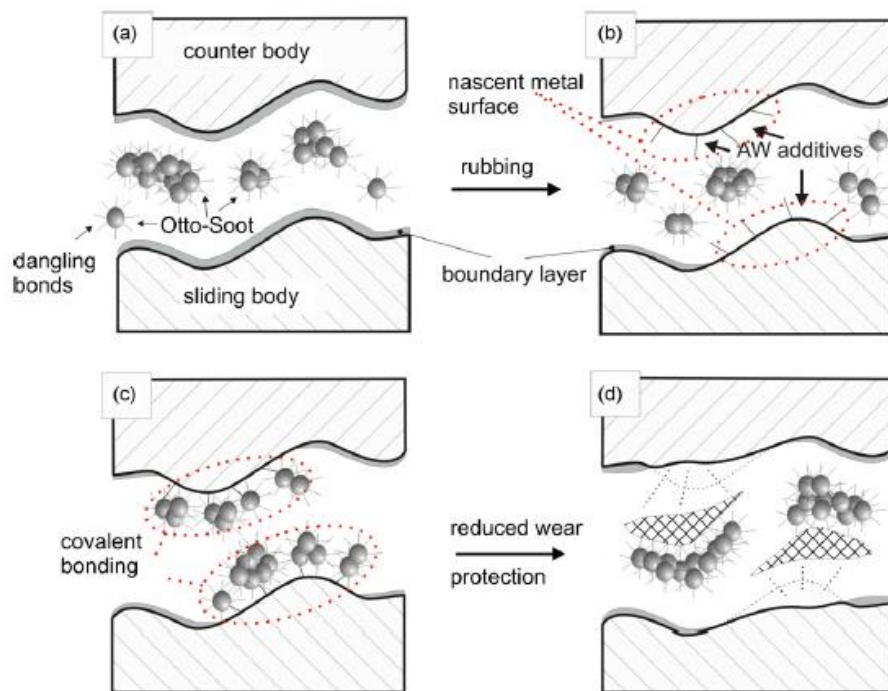 (a)
counter body
Otto-Soot
dangling
bonds
sliding body
rubbing
boundary layer
(b)
nascent metal
surface
AW additives
(c)
covalent
bonding
reduced wear
protection
(d)